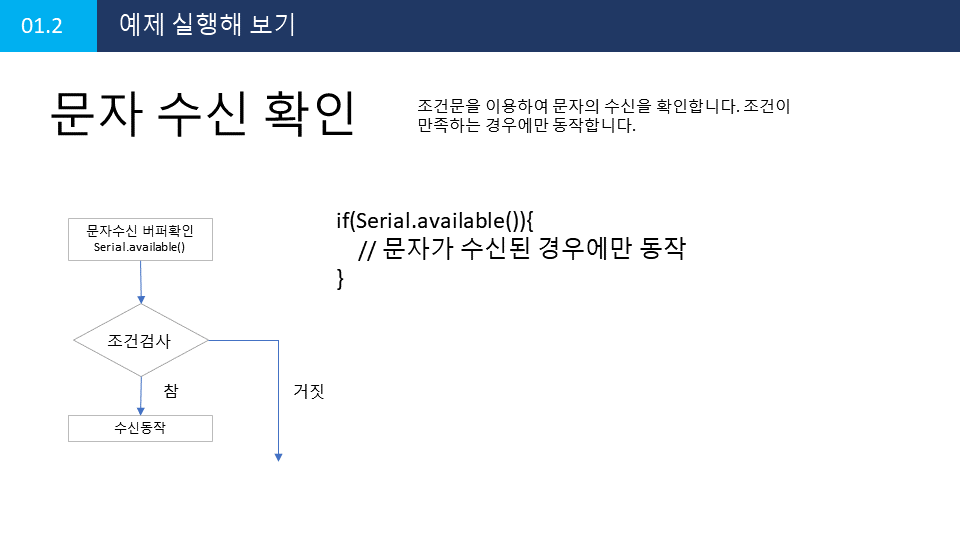 01.2
예제 실행해 보기
문자 수신 확인
조건문을 이용하여 문자의 수신을 확인합니다. 조건이
만족하는 경우에만 동작합니다.
문자수신 버퍼확인
Serial.available()
조건검사
참
거짓
수신동작
if(Serial.available()){
// 문자가 수신된 경우에만 동작
}